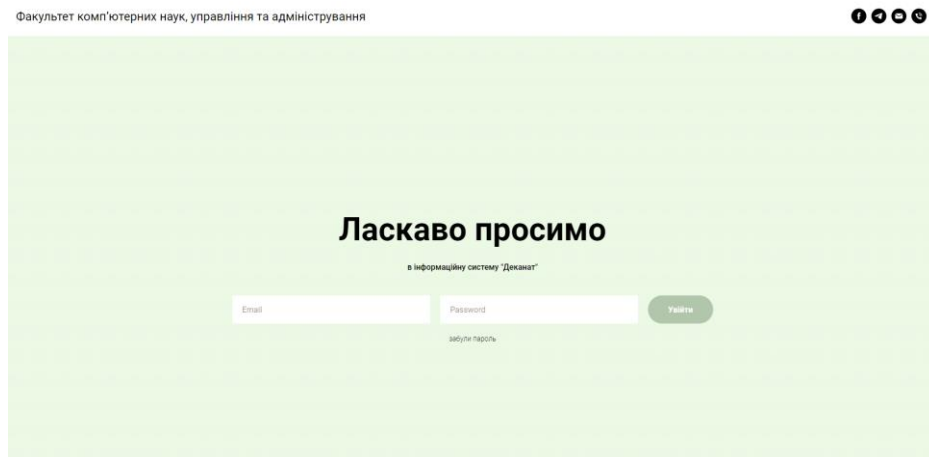 Факультет комп'ютерних наук, управління та адміністрування
Ласкаво просимо
в інформаційну систему "Деканат"
Email
Password
Увійти
забули пароль